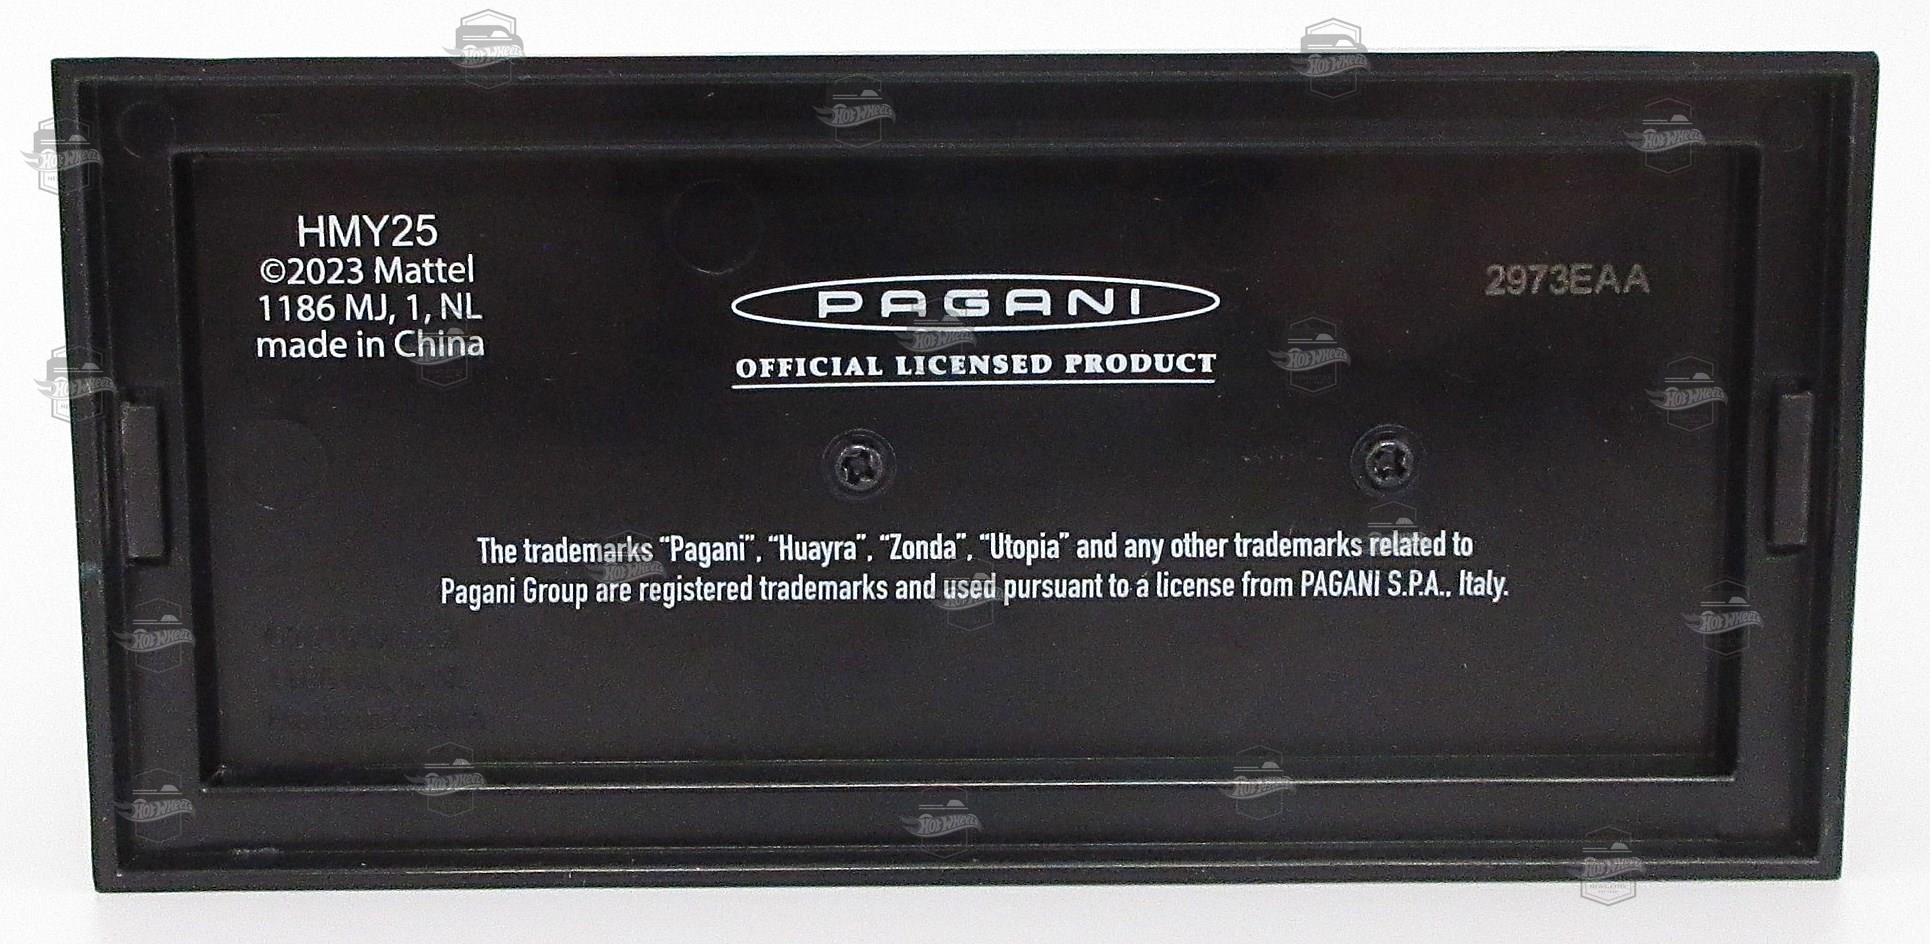 HMY25
©2023 Mattel
1186 MJ, 1, NL
made in China
PAGANI
OFFICIAL LICENSED PRODUCT
2973EAA
The trademarks “Pagani”, “Huayra”, “Zonda”, “Utopia” and any other trademarks related to
Pagani Group are registered trademarks and used pursuant to a license from PAGANI S.P.A., Italy.
Hot Wheels